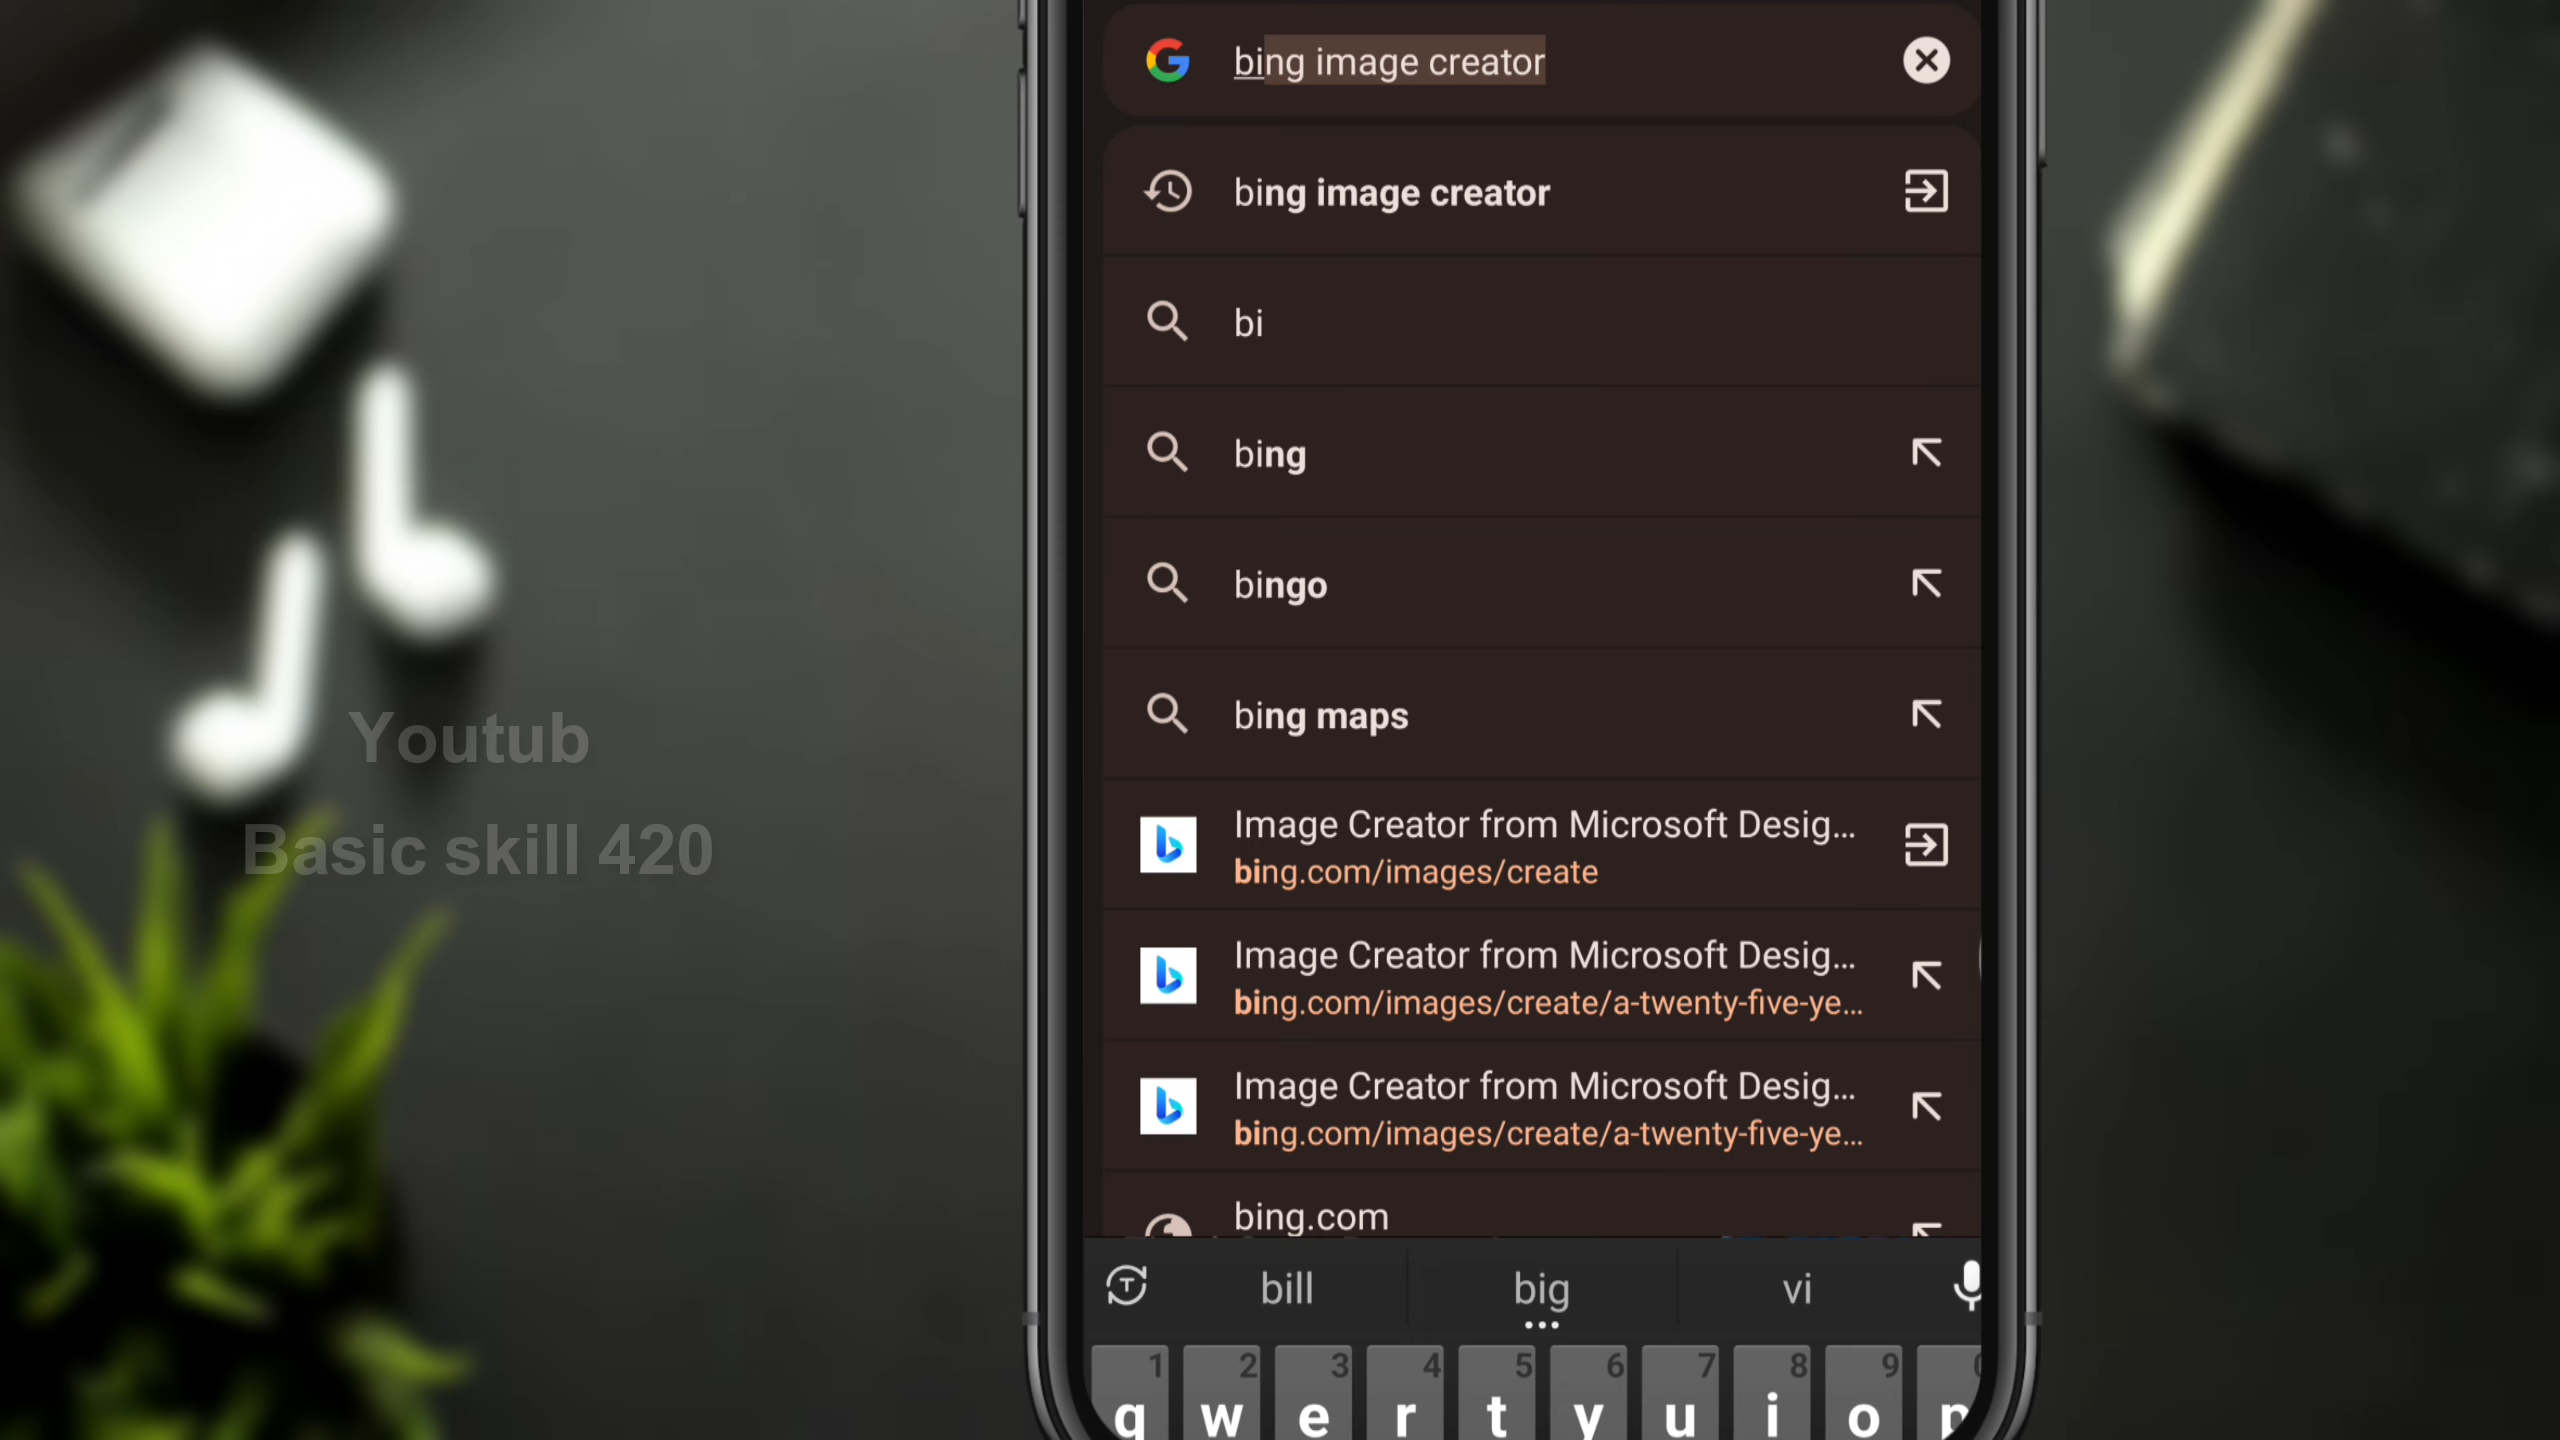 bing image creator
bing image creator
bi
bing
bingo
bing maps
Image Creator from Microsoft Desig...
bing.com/images/create
Image Creator from Microsoft Desig...
bing.com/images/create/a-twenty-five-ye...
Image Creator from Microsoft Desig...
bing.com/images/create/a-twenty-five-ye...
bing.com
Youtub
Basic skill 420
bill big vi
1 2 3 4 5 6 7 8 9 0
q w e r t y u i o p